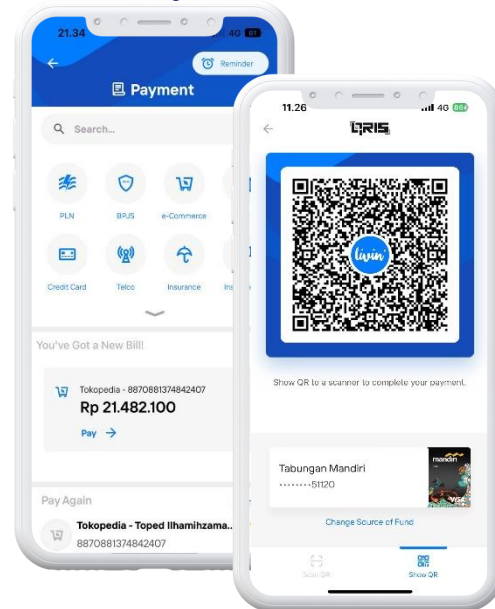 21.34
4G 61
Reminder
Payment
Search...
PLN
BPJS
e-Commerce
Credit Card
Telco
Insurance
You've Got a New Bill!
Tokopedia - 8870881374842407
Rp 21.482.100
Pay →
Pay Again
Tokopedia - Toped Ilhamihzama..
8870881374842407
11.26
4G
QRIS
livin'
Show QR to a scanner to complete your payment.
Tabungan Mandiri
mandiri
········51120
VISA
Change Source of Fund
Scan QR
Show QR